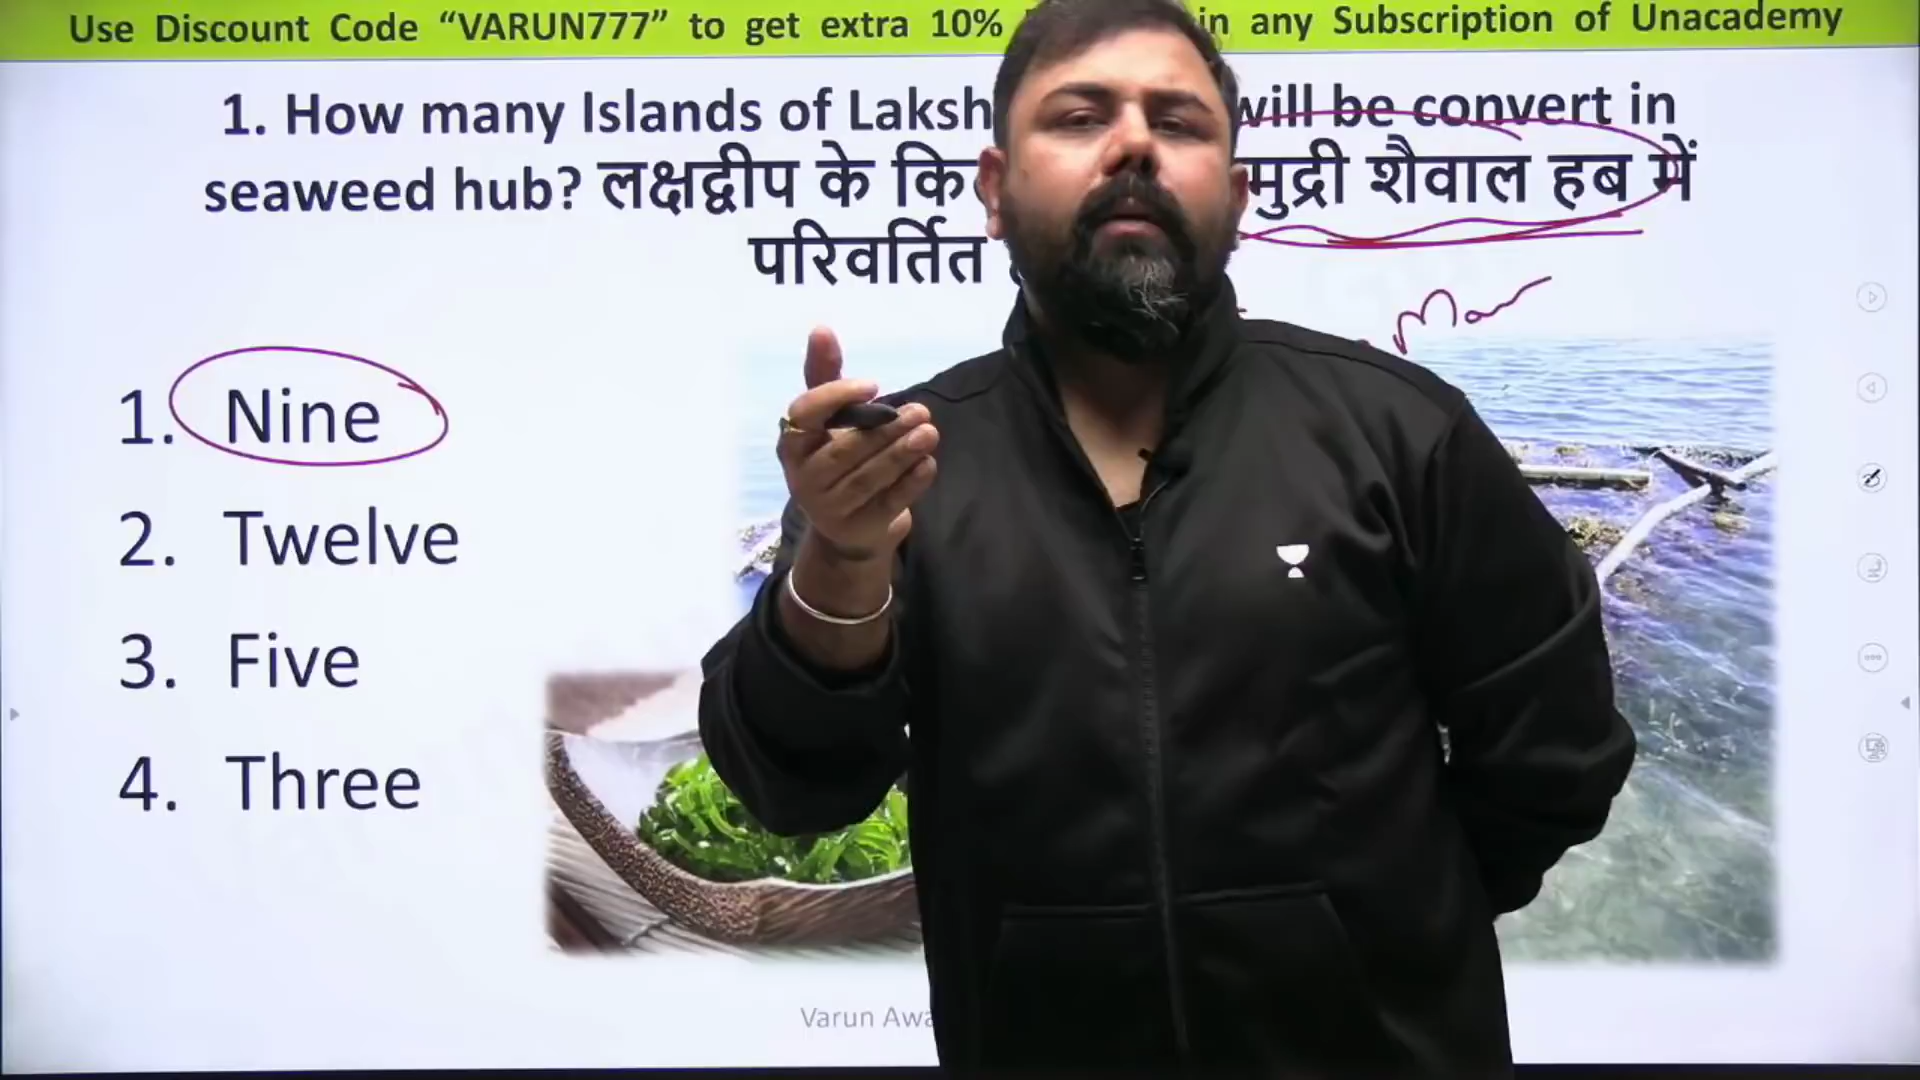 Use Discount Code “VARUN777” to get extra 10% in any Subscription of Unacademy
1. How many Islands of Laksh will be convert in
seaweed hub? लक्षद्वीप के कि मुद्री शैवाल हब में
परिवर्तित
1. Nine
2. Twelve
3. Five
4. Three
Varun Awa